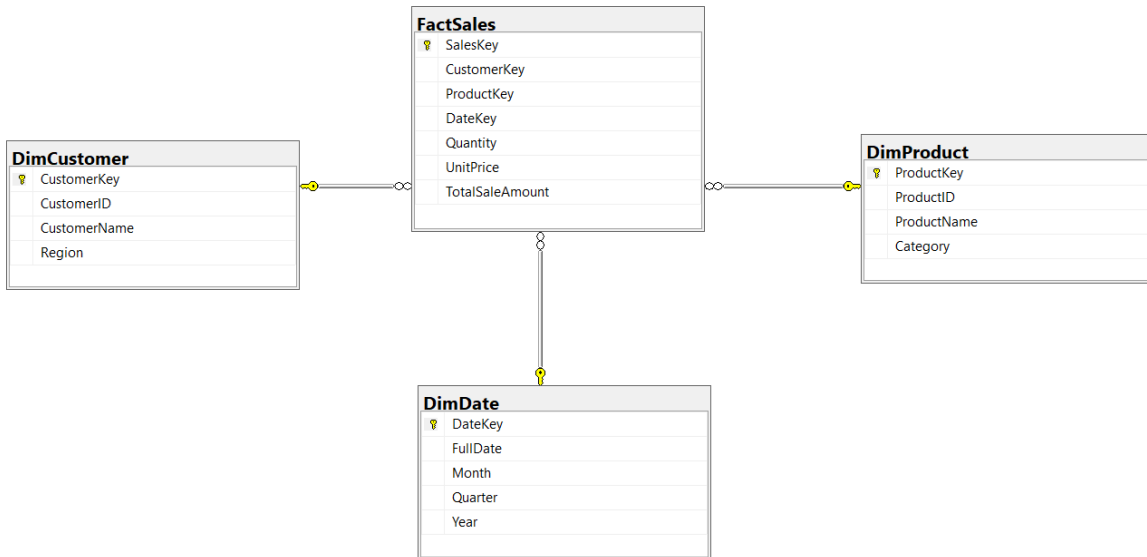 FactSales
SalesKey
CustomerKey
ProductKey
DateKey
Quantity
UnitPrice
TotalSaleAmount
DimCustomer
CustomerKey
CustomerID
CustomerName
Region
DimProduct
ProductKey
ProductID
ProductName
Category
DimDate
DateKey
FullDate
Month
Quarter
Year